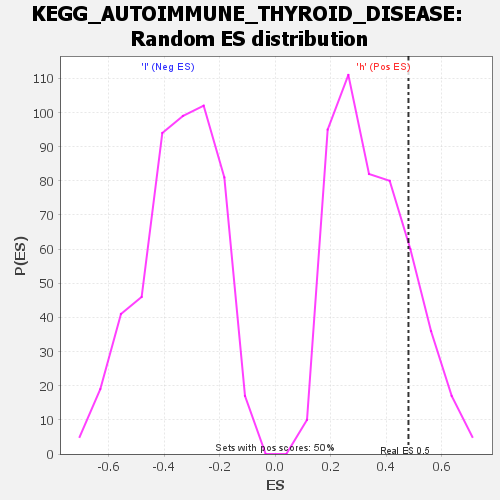 KEGG_AUTOIMMUNE_THYROID_DISEASE:
Random ES distribution
'l' (Neg ES)
'h' (Pos ES)
110
100
90
80
70
60
50
40
30
20
10
0
P(ES)
Sets with pos scores: 50%
Real ES 0.5
-0.6
-0.4
-0.2
0.0
0.2
0.4
0.6
ES